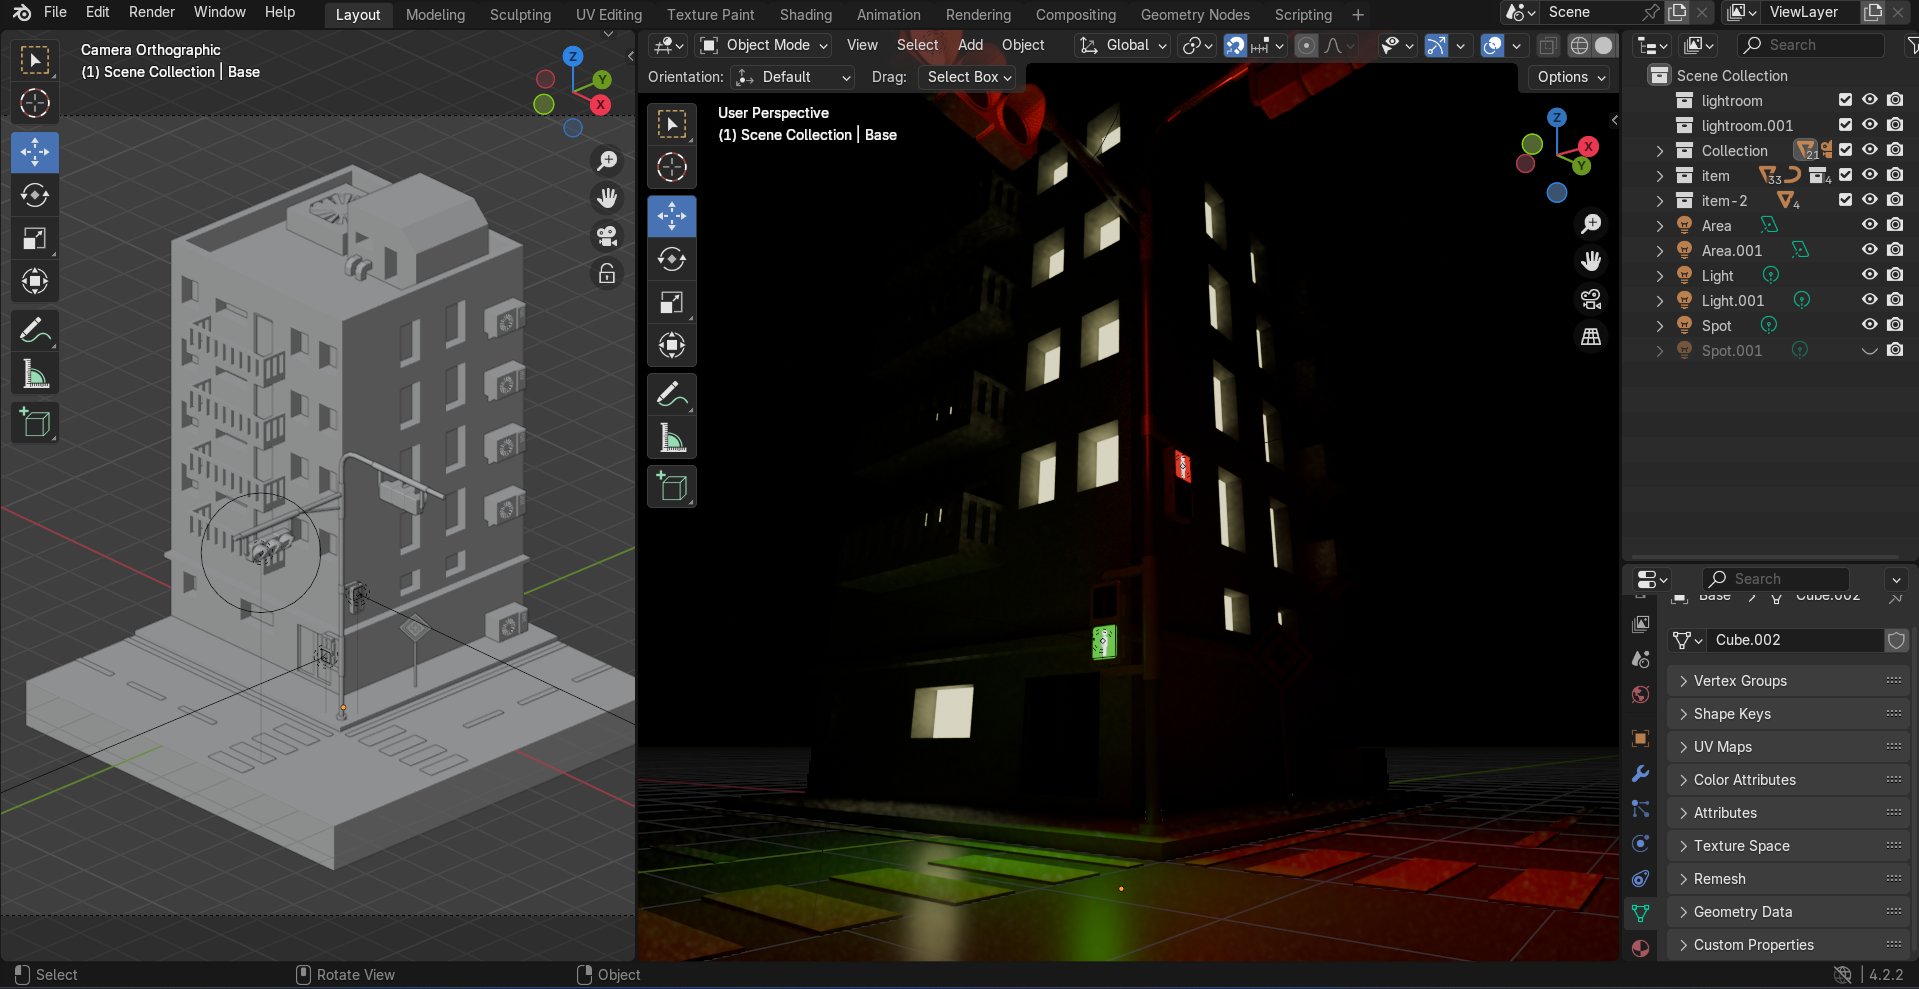 File Edit Render Window Help Layout Modeling Sculpting UV Editing Texture Paint Shading Animation Rendering Compositing Geometry Nodes Scripting + Scene ViewLayer
Camera Orthographic
(1) Scene Collection | Base
Z
Y
X
Object Mode View Select Add Object Global
Orientation: Default Drag: Select Box Options
User Perspective
(1) Scene Collection | Base
Z
X
Y
Search
Scene Collection
lightroom
lightroom.001
Collection 21
item 33 4
item-2 4
Area
Area.001
Light
Light.001
Spot
Spot.001
Search
Base Cube.002
Cube.002
Vertex Groups
Shape Keys
UV Maps
Color Attributes
Attributes
Texture Space
Remesh
Geometry Data
Custom Properties
Select Rotate View Object 4.2.2